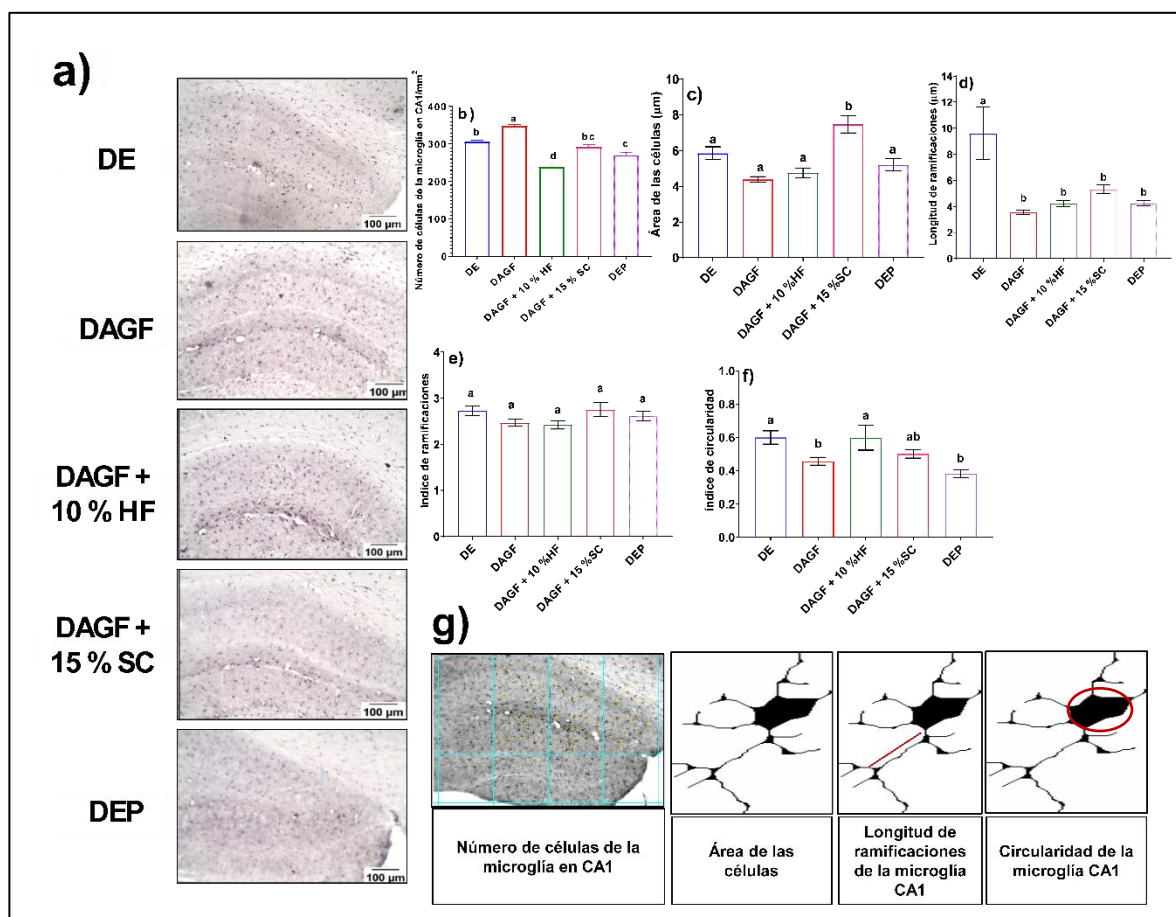 a)
DE
100 µm
DAGF
100 µm
DAGF +
10 % HF
100 µm
DAGF +
15 % SC
100 µm
DEP
100 µm
b)
Número de células de la microglía en CA1/mm²
400
300
200
100
0
b
a
d
bc
c
DE
DAGF
DAGF + 10 % HF
DAGF + 15 % SC
DEP
c)
Área de las células (µm)
10
8
6
4
2
0
a
a
a
b
a
DE
DAGF
DAGF + 10 %HF
DAGF + 15 %SC
DEP
d)
Longitud de ramificaciones (µm)
14
12
10
8
6
4
2
0
a
b
b
b
b
DE
DAGF
DAGF + 10 %HF
DAGF + 15 %SC
DEP
e)
Indice de ramificaciones
4
3
2
1
0
a
a
a
a
a
DE
DAGF
DAGF + 10 %HF
DAGF + 15 %SC
DEP
f)
Índice de circularidad
1.0
0.8
0.6
0.4
0.2
0.0
a
b
a
ab
b
DE
DAGF
DAGF + 10 %HF
DAGF + 15 %SC
DEP
g)
Número de células de la
microglía en CA1
Área de las
células
Longitud de
ramificaciones
de la microglía
CA1
Circularidad de la
microglía CA1